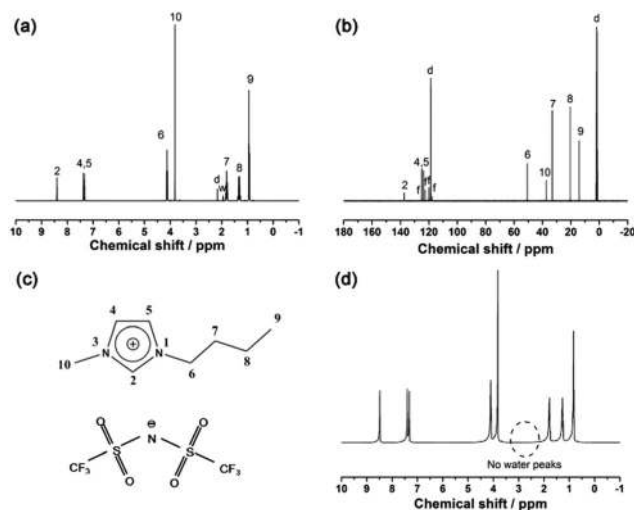 (a)
10
9
6
2
4,5
7
8
d
w
10 9 8 7 6 5 4 3 2 1 0
Chemical shift / ppm
(b)
d
d
7
8
4,5
9
6
10
2
f f f f
180 160 140 120 100 80 60 40 20 0 -20
Chemical shift / ppm
(c)
4 5
9
7
3 N N 1
⊕
10
8
2
6
O ⊖ O
S N S
CF3 O O CF3
(d)
No water peaks
10 9 8 7 6 5 4 3 2 1 0
Chemical shift / ppm